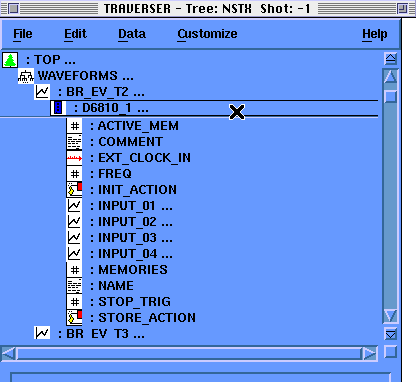 TRAVERSER - Tree: NSTX Shot: -1
File Edit Data Customize Help
: TOP ...
WAVEFORMS ...
: BR_EV_T2 ...
: D6810_1 ...
# : ACTIVE_MEM
: COMMENT
: EXT_CLOCK_IN
# : FREQ
: INIT_ACTION
: INPUT_01 ...
: INPUT_02 ...
: INPUT_03 ...
: INPUT_04 ...
# : MEMORIES
: NAME
# : STOP_TRIG
: STORE_ACTION
: BR_EV_T3 ...